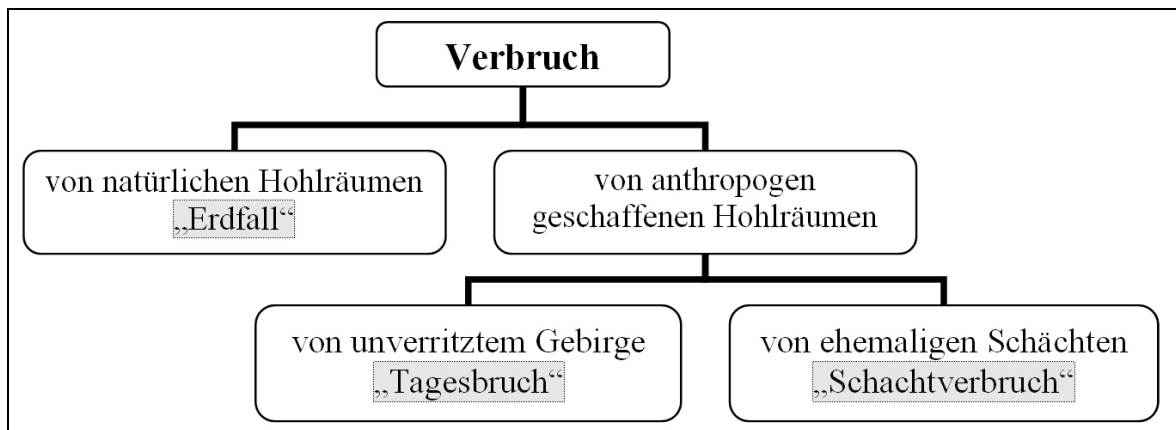 Verbruch
von natürlichen Hohlräumen
„Erdfall“
von anthropogen
geschaffenen Hohlräumen
von unverritztem Gebirge
„Tagesbruch“
von ehemaligen Schächten
„Schachtverbruch“